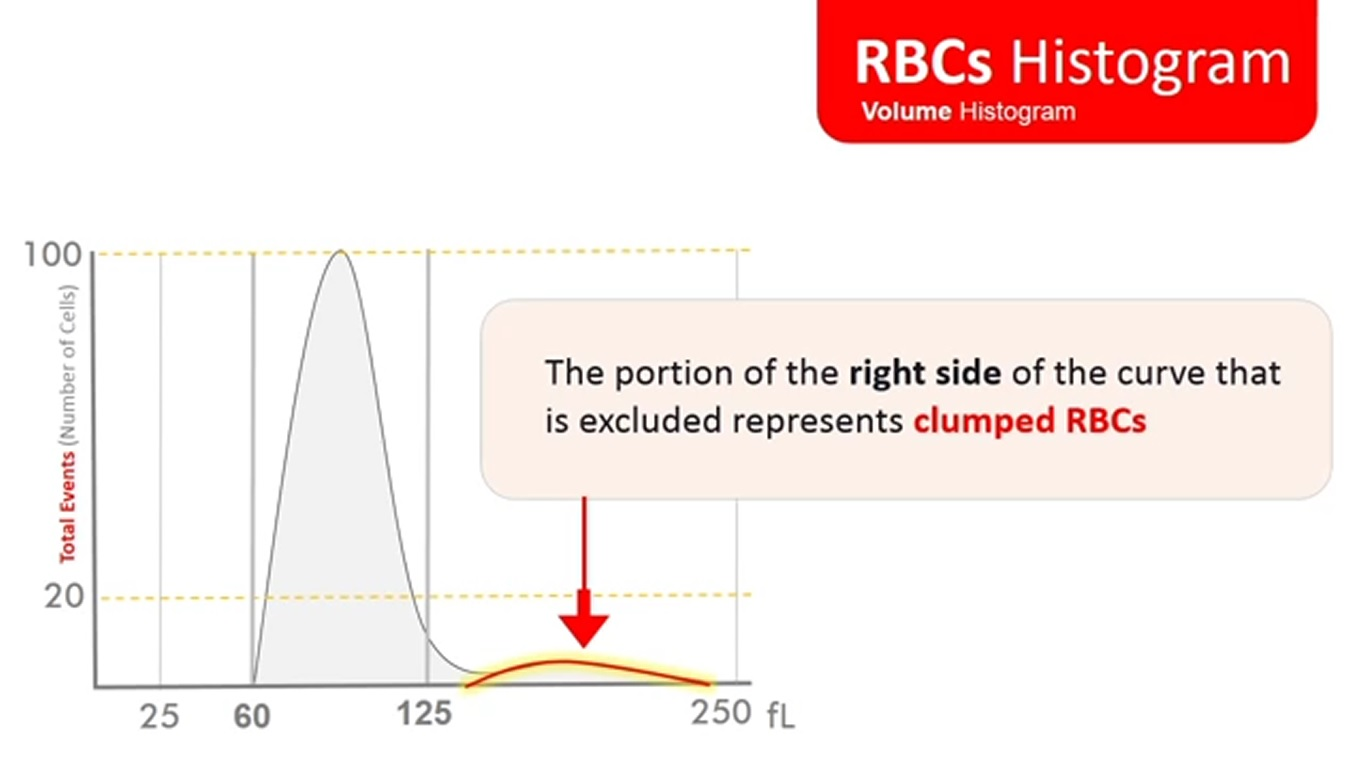 RBCs Histogram
Volume Histogram
100
Total Events (Number of Cells)
The portion of the right side of the curve that
is excluded represents clumped RBCs
20
25 60 125 250 fL